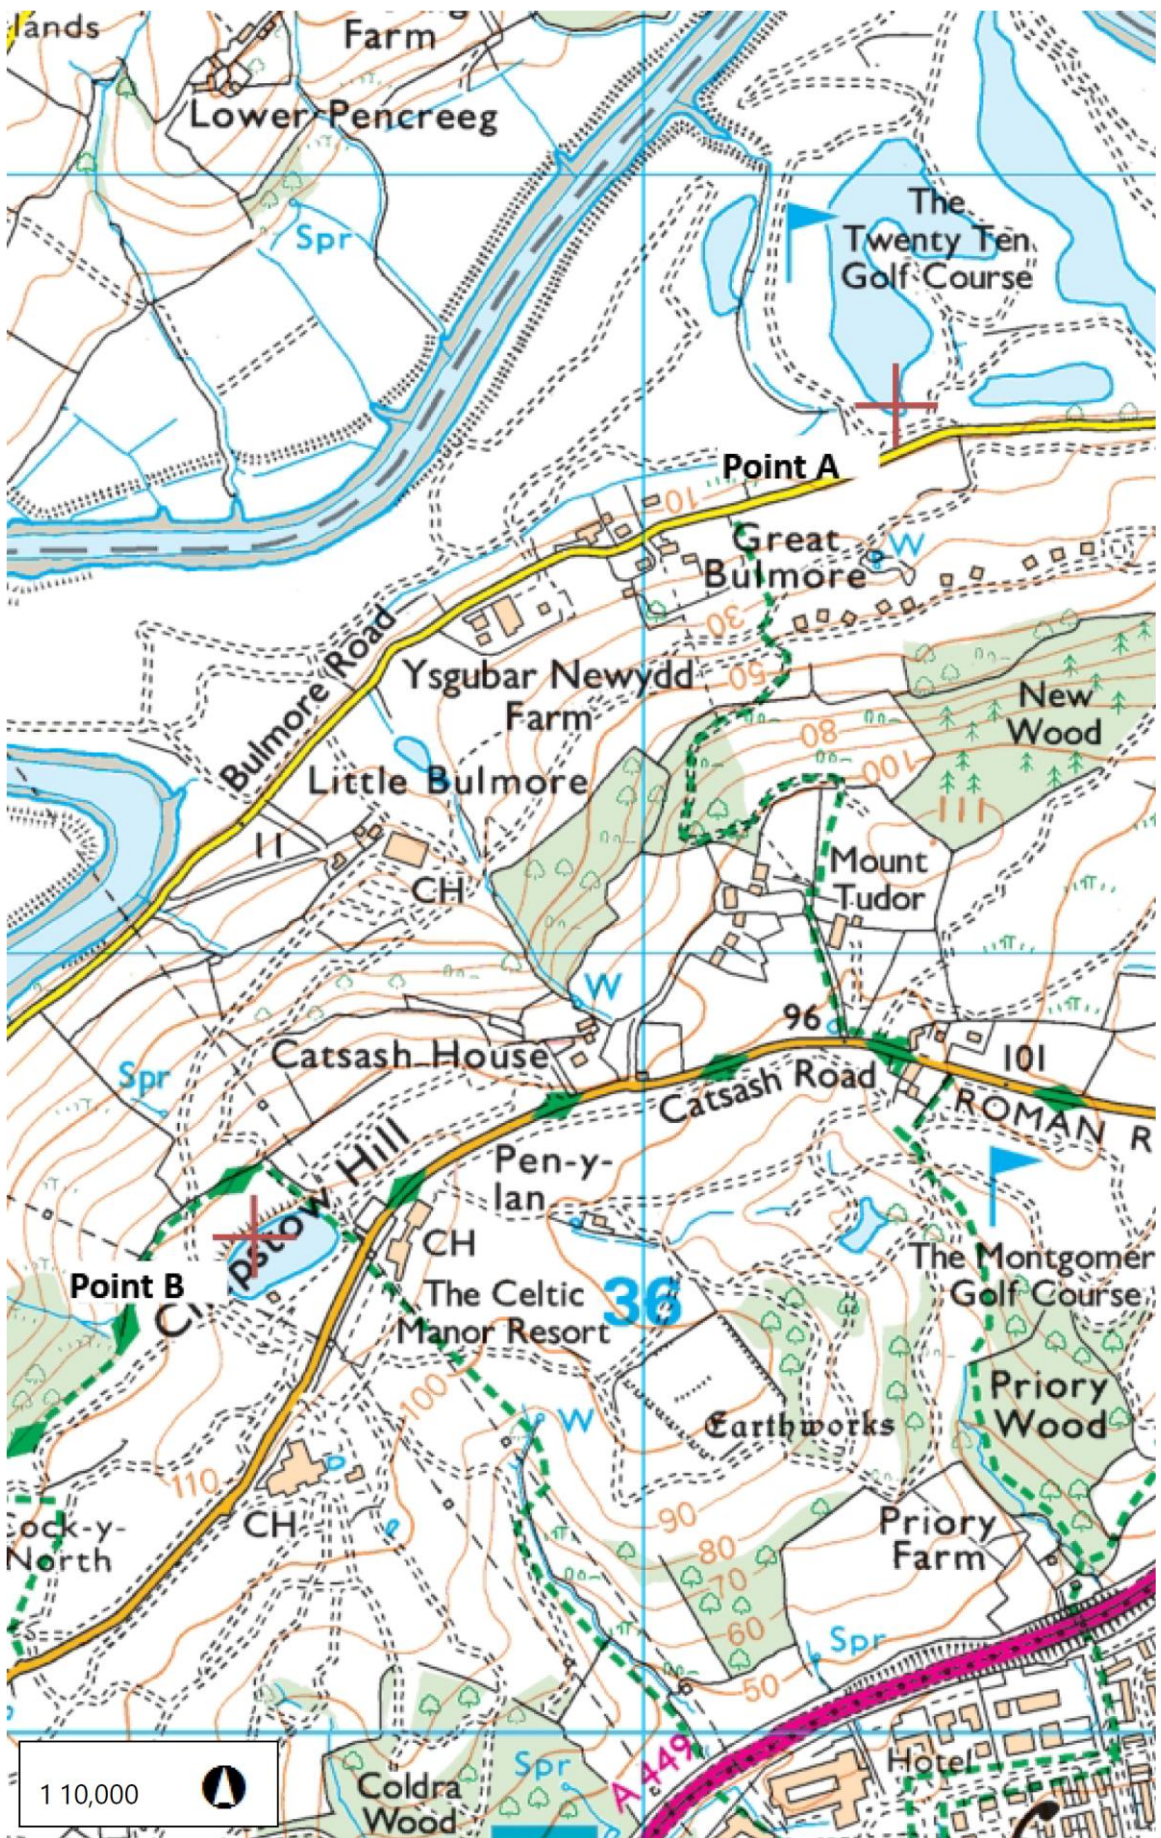 lands
Farm
Lower Pencreeg
Spr
The
Twenty Ten
Golf Course
Point A
10
Great
Bulmore
W
30
Bulmore Road
Ysgubar Newydd
Farm
50
New
Wood
80
100
Little Bulmore
111
11
CH
Mount
Tudor
W
96
Catsash House
Spr
Catsash Road
101
ROMAN R
Hill
Pen-y-
lan
CH
The Celtic
Manor Resort
36
The Montgomer
Golf Course
Point B
100
W
Earthworks
Priory
Wood
110
CH
ock-y-
North
90
80
70
60
50
Priory
Farm
Spr
A 449
Hotel
Spr
Coldra
Wood
1 10,000